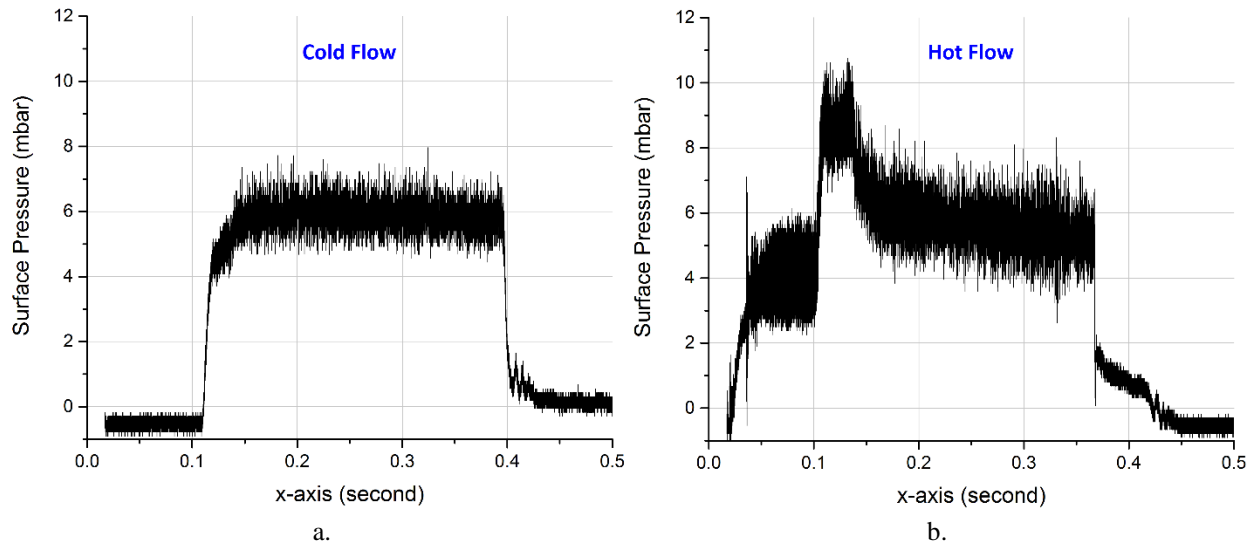 Cold Flow
Surface Pressure (mbar)
12
10
8
6
4
2
0
0.0 0.1 0.2 0.3 0.4 0.5
x-axis (second)
a.
Hot Flow
Surface Pressure (mbar)
12
10
8
6
4
2
0
0.0 0.1 0.2 0.3 0.4 0.5
x-axis (second)
b.